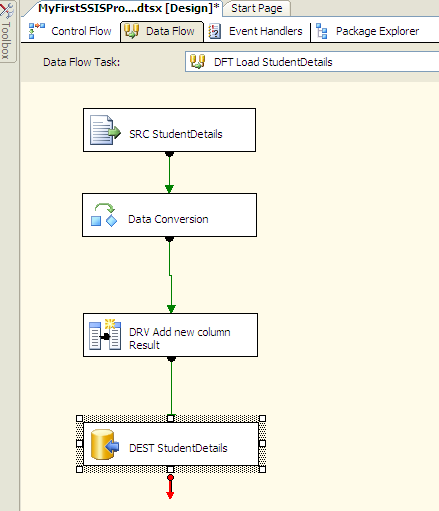 MyFirstSSISPro....dtsx [Design]*
Start Page
Toolbox
Control Flow
Data Flow
Event Handlers
Package Explorer
Data Flow Task:
DFT Load StudentDetails
SRC StudentDetails
Data Conversion
DRV Add new column
Result
DEST StudentDetails